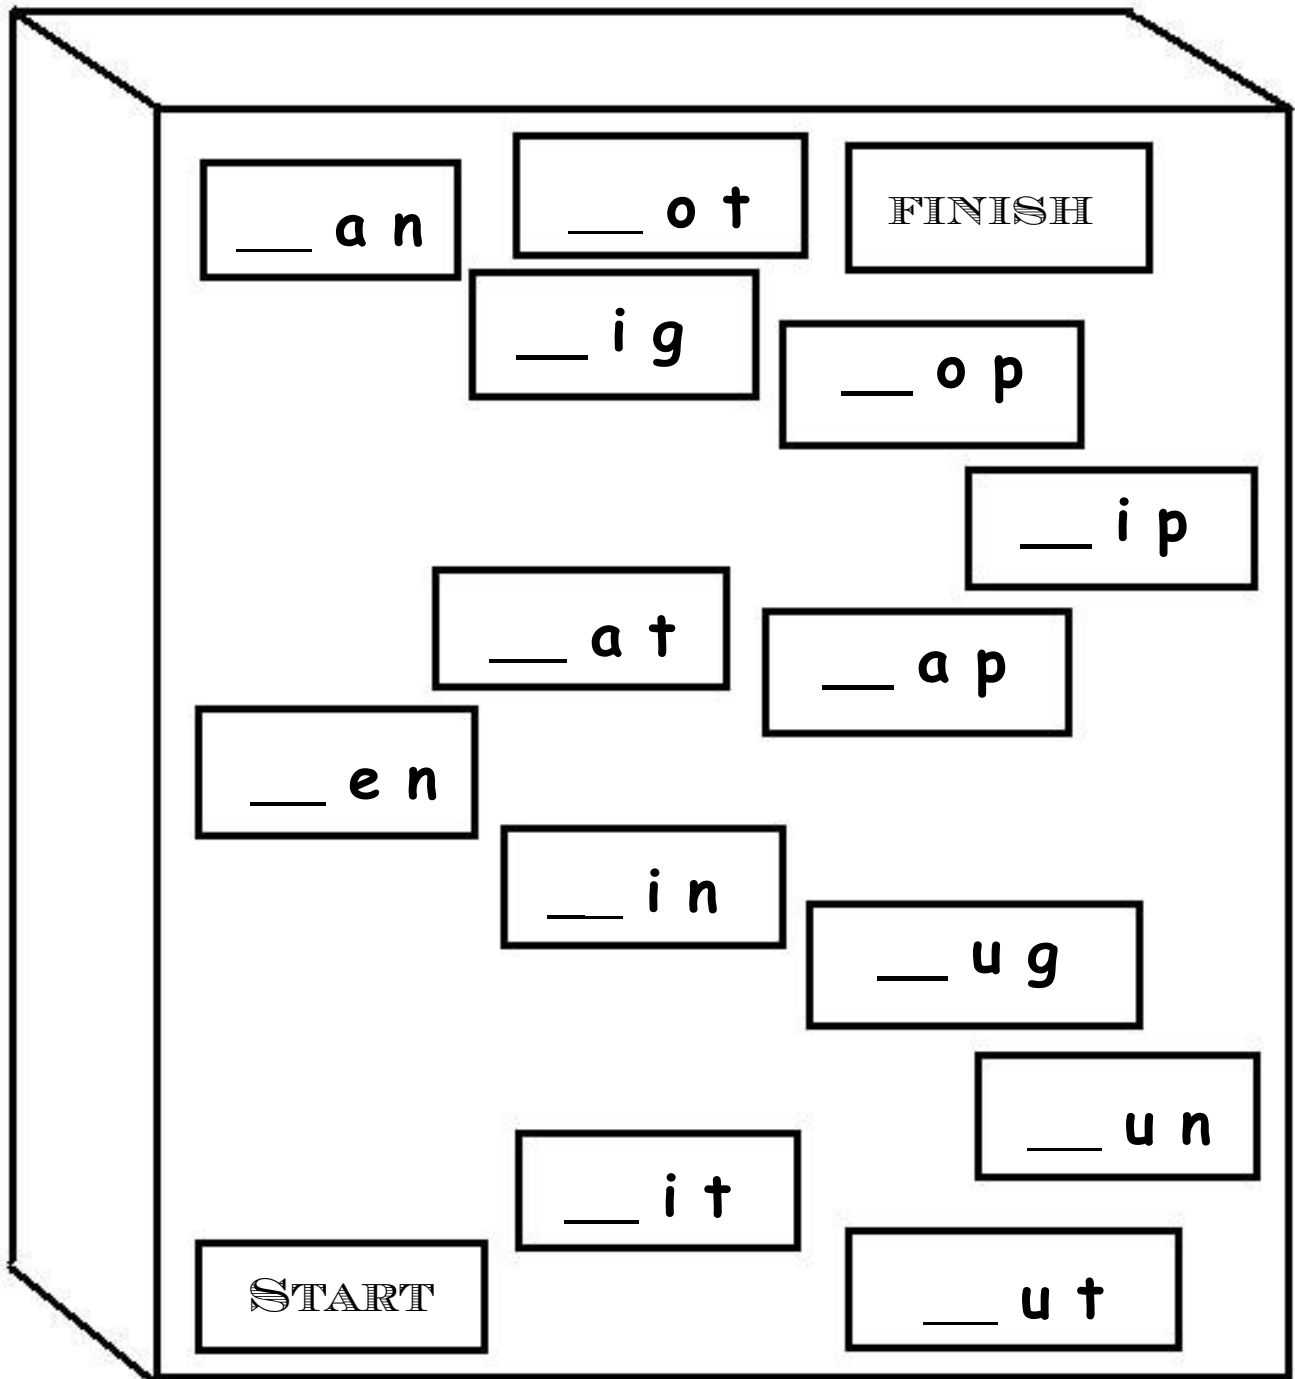 ___ a n
___ o t
FINISH
___ i g
___ o p
___ i p
___ a t
___ a p
___ e n
___ i n
___ u g
___ u n
___ i t
START
___ u t